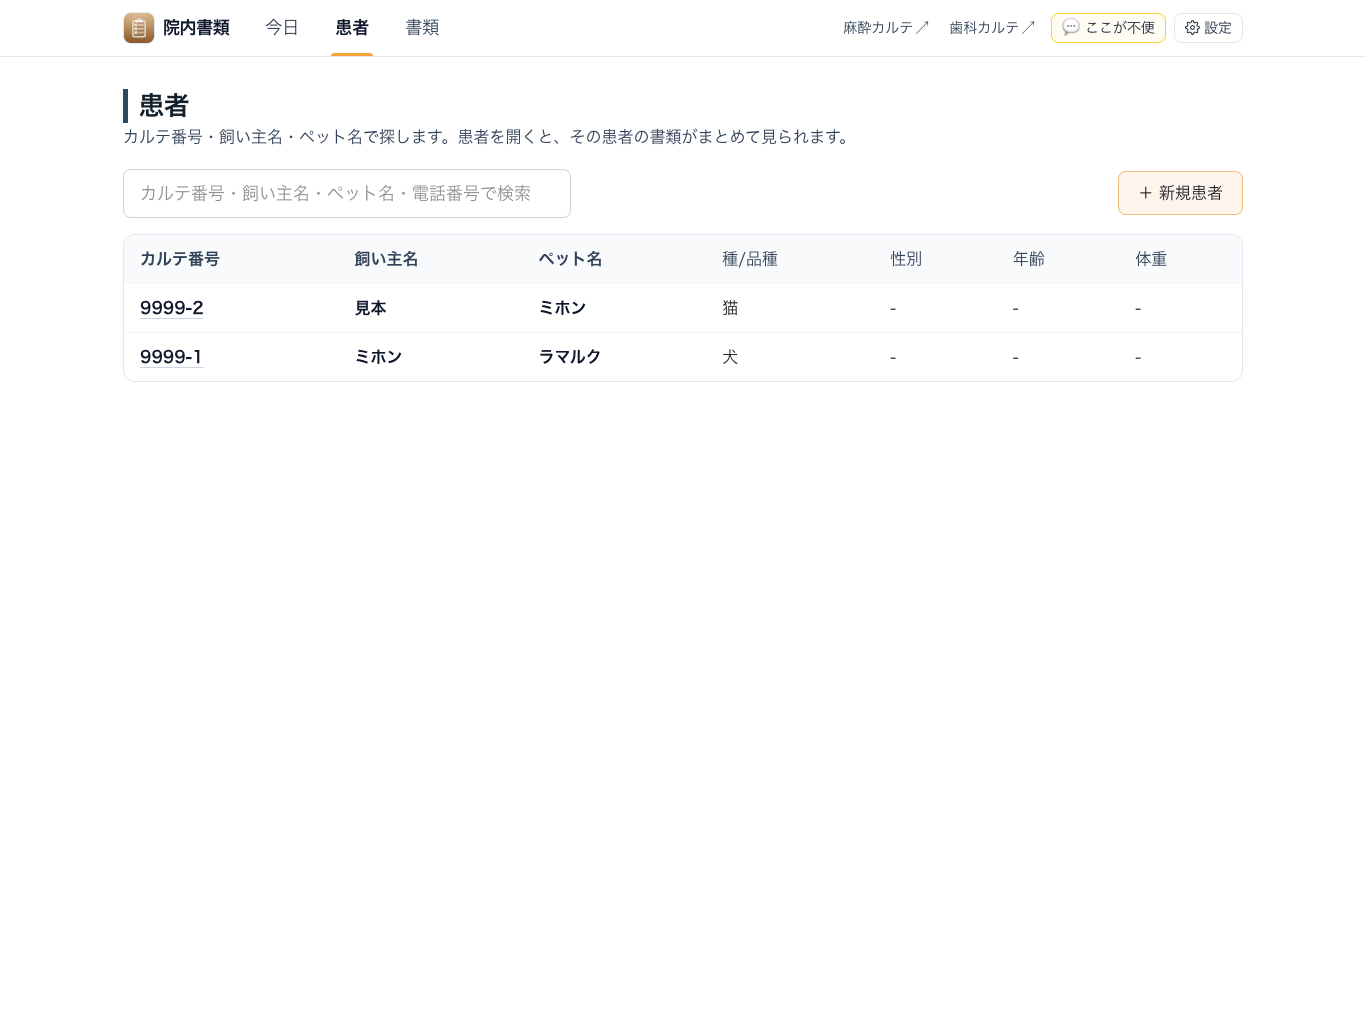 院内書類 今日 患者 書類 麻酔カルテ↗ 歯科カルテ↗ ここが不便 設定
患者
カルテ番号・飼い主名・ペット名で探します。患者を開くと、その患者の書類がまとめて見られます。
カルテ番号・飼い主名・ペット名・電話番号で検索 ＋ 新規患者
カルテ番号 飼い主名 ペット名 種/品種 性別 年齢 体重
9999-2 見本 ミホン 猫 - - -
9999-1 ミホン ラマルク 犬 - - -